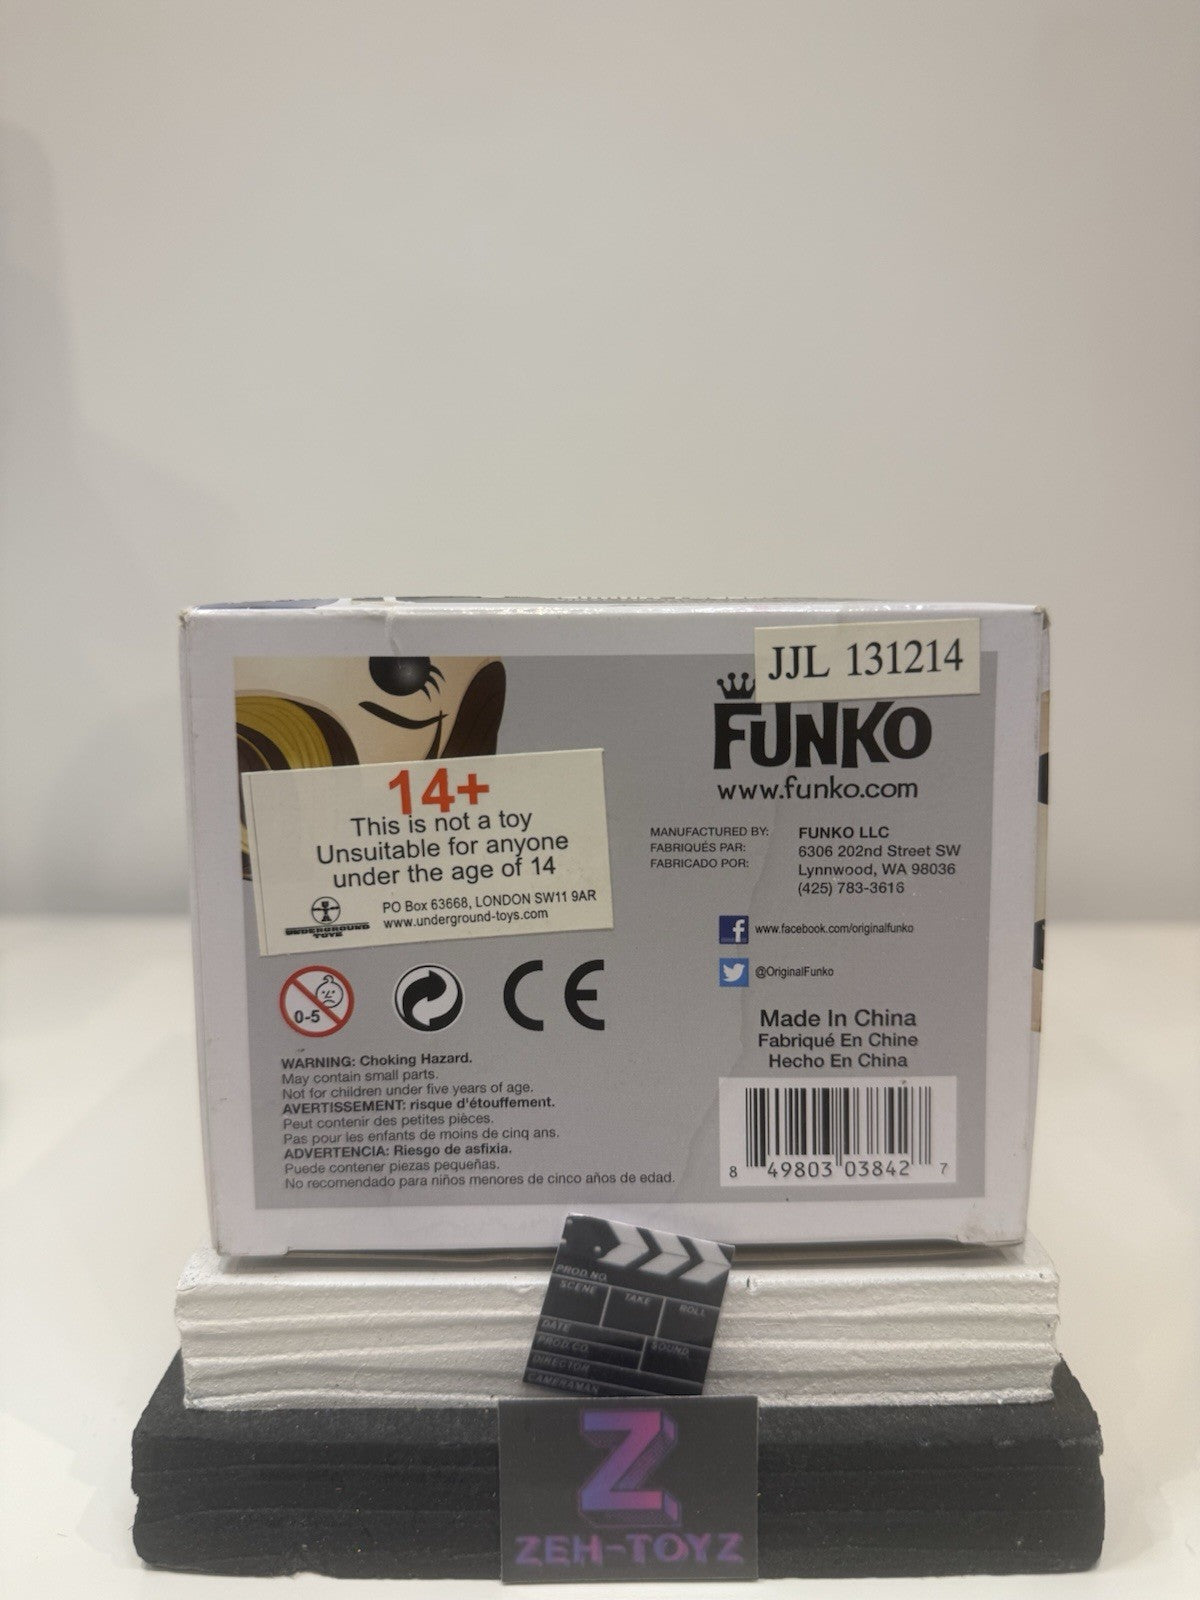 JJL 131214
FUNKO
www.funko.com
14+
This is not a toy
Unsuitable for anyone
under the age of 14
PO Box 63668, LONDON SW11 9AR
www.underground-toys.com
UNDERGROUND
TOYS
MANUFACTURED BY:
FABRIQUÉS PAR:
FABRICADO POR:
FUNKO LLC
6306 202nd Street SW
Lynnwood, WA 98036
(425) 783-3616
www.facebook.com/originalfunko
@OriginalFunko
0-5
CE
WARNING: Choking Hazard.
May contain small parts.
Not for children under five years of age.
AVERTISSEMENT: risque d'étouffement.
Peut contenir des petites pièces.
Pas pour les enfants de moins de cinq ans.
ADVERTENCIA: Riesgo de asfixia.
Puede contener piezas pequeñas.
No recomendado para niños menores de cinco años de edad.
Made In China
Fabriqué En Chine
Hecho En China
8 49803 03842 7
PROD.NO.
SCENE TAKE ROLL
DATE
PROD.CO. SOUND
DIRECTOR
CAMERAMAN
Z
ZEH-TOYZ